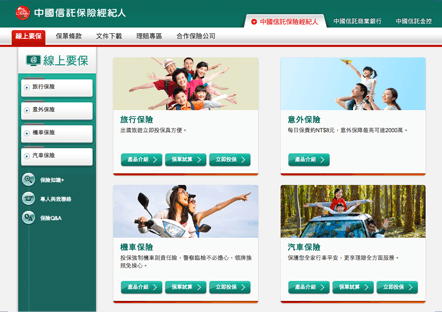 中國信託保險經紀人
中國信託保險經紀人
中國信託商業銀行
中國信託金控
線上要保
保單條款
文件下載
理賠專區
合作保險公司
線上要保
旅行保險
意外保險
機車保險
汽車保險
保險知識+
專人與我聯絡
保險Q&A
旅行保險
出國旅遊立即投保真方便。
產品介紹
保單試算
立即投保
意外保險
每日保費約NT$8元,意外保障最高可達2000萬。
產品介紹
機車保險
投保強制機車與責任險,警察臨檢不必擔心,領牌換
照免操心。
產品介紹
保單試算
立即投保
汽車保險
保護您全家行車平安,更享理賠全方面服務。
產品介紹
保單試算
立即投保